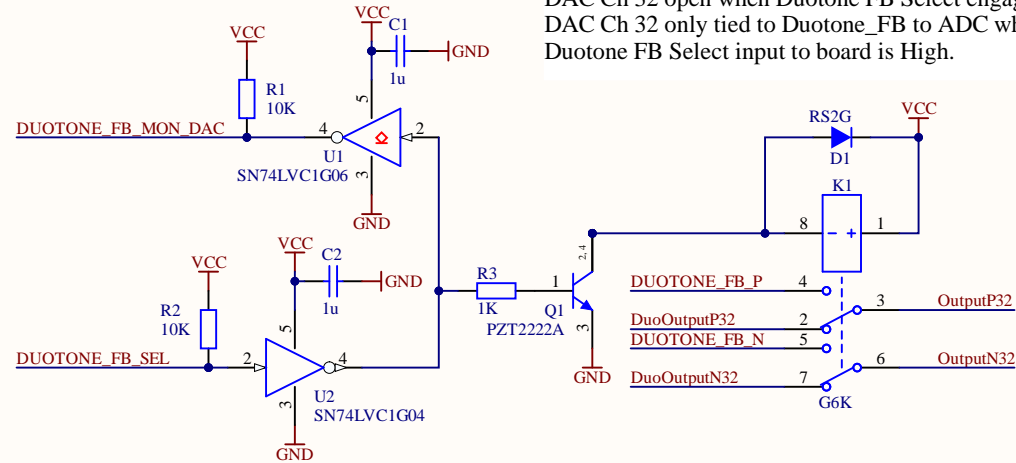 DAC Ch 32 open when Duotone FB Select
DAC Ch 32 only tied to Duotone_FB to ADC
Duotone FB Select input to board is High.
VCC
C1
GND
1u
VCC
R1
10K
DUOTONE_FB_MON_DAC
5
4
2
U1
SN74LVC1G06
3
GND
RS2G
VCC
D1
K1
8
- +
1
VCC
C2
GND
1u
VCC
R2
10K
DUOTONE_FB_SEL
5
2
4
U2
SN74LVC1G04
3
GND
R3
1K
2, 4
1
Q1
PZT2222A
3
GND
DUOTONE_FB_P
4
3
OutputP32
DuoOutputP32
2
DUOTONE_FB_N
5
6
OutputN32
DuoOutputN32
7
G6K